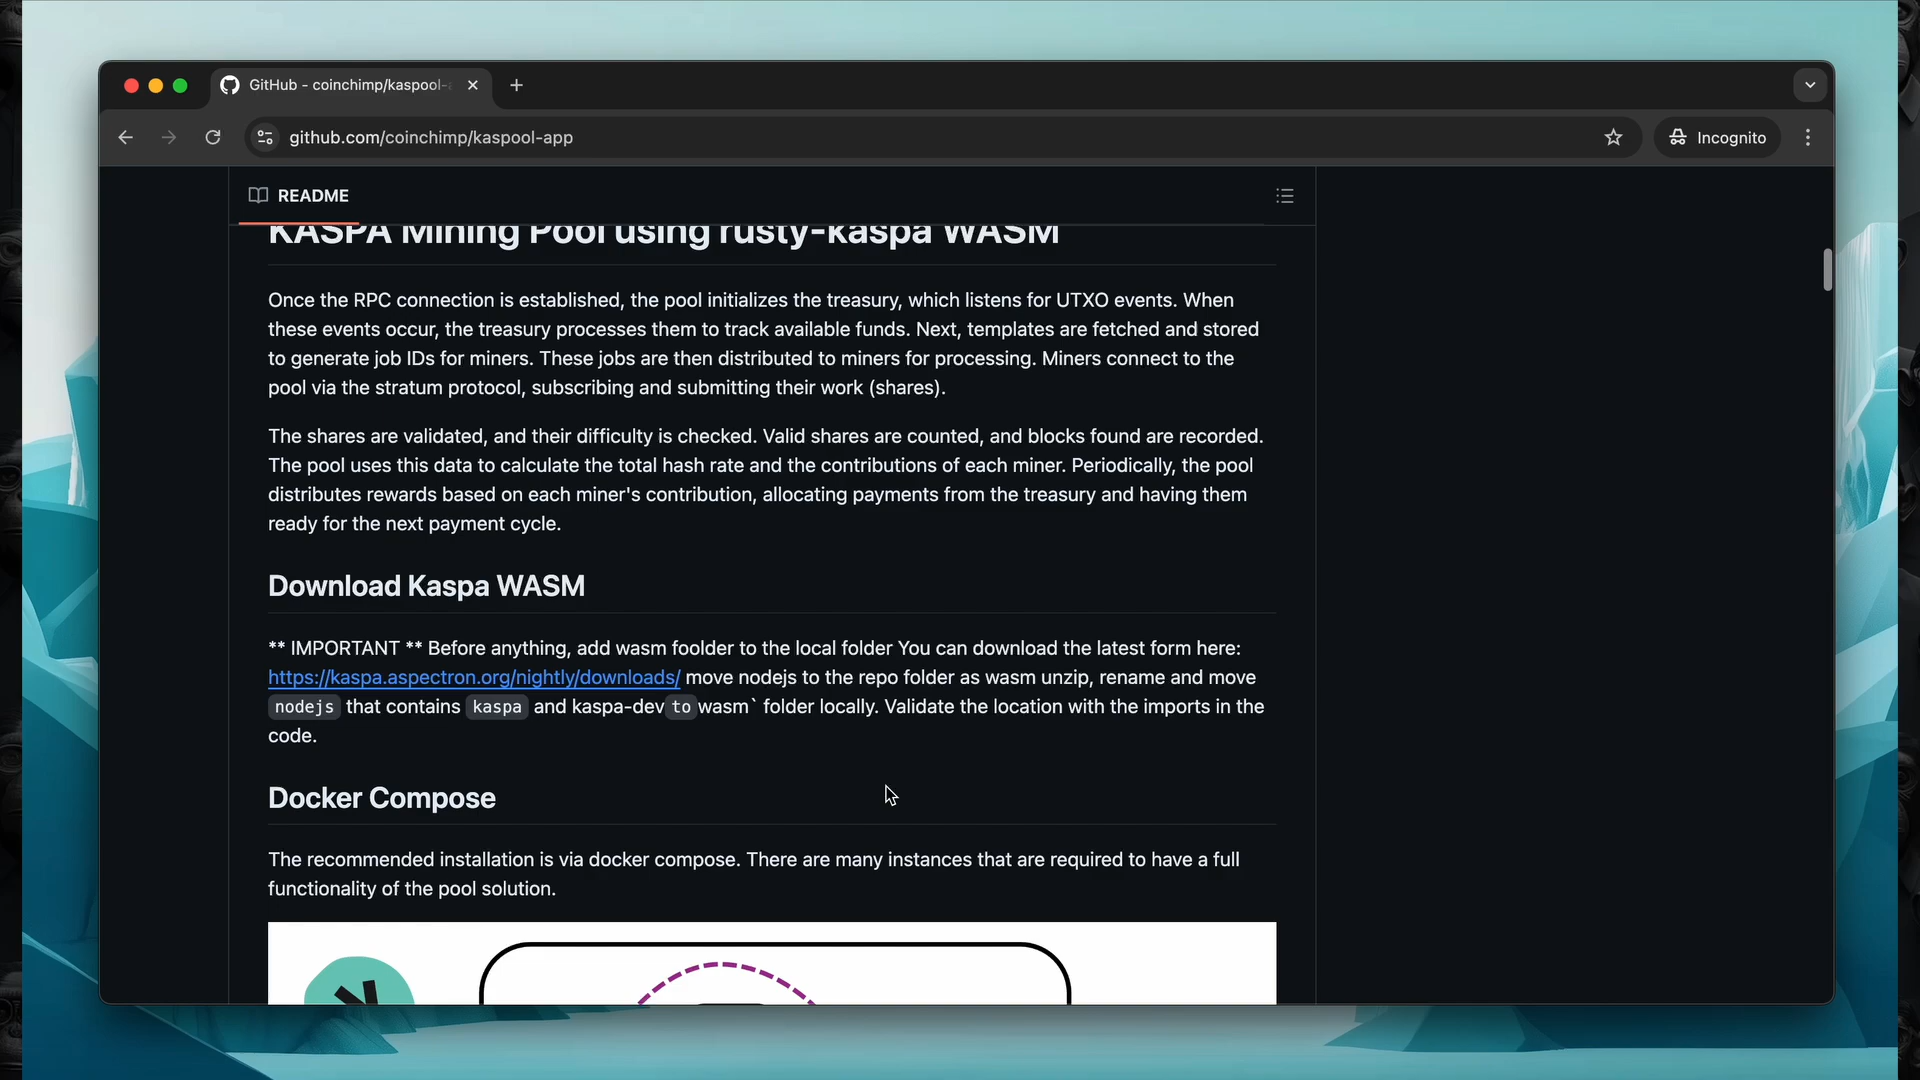 GitHub - coinchimp/kaspool-a
github.com/coinchimp/kaspool-app
Incognito
README
KASPA Mining Pool using rusty-kaspa WASM
Once the RPC connection is established, the pool initializes the treasury, which listens for UTXO events. When
these events occur, the treasury processes them to track available funds. Next, templates are fetched and stored
to generate job IDs for miners. These jobs are then distributed to miners for processing. Miners connect to the
pool via the stratum protocol, subscribing and submitting their work (shares).
The shares are validated, and their difficulty is checked. Valid shares are counted, and blocks found are recorded.
The pool uses this data to calculate the total hash rate and the contributions of each miner. Periodically, the pool
distributes rewards based on each miner's contribution, allocating payments from the treasury and having them
ready for the next payment cycle.
Download Kaspa WASM
** IMPORTANT ** Before anything, add wasm foolder to the local folder You can download the latest form here:
https://kaspa.aspectron.org/nightly/downloads/ move nodejs to the repo folder as wasm unzip, rename and move
nodejs that contains kaspa and kaspa-dev to wasm` folder locally. Validate the location with the imports in the
code.
Docker Compose
The recommended installation is via docker compose. There are many instances that are required to have a full
functionality of the pool solution.